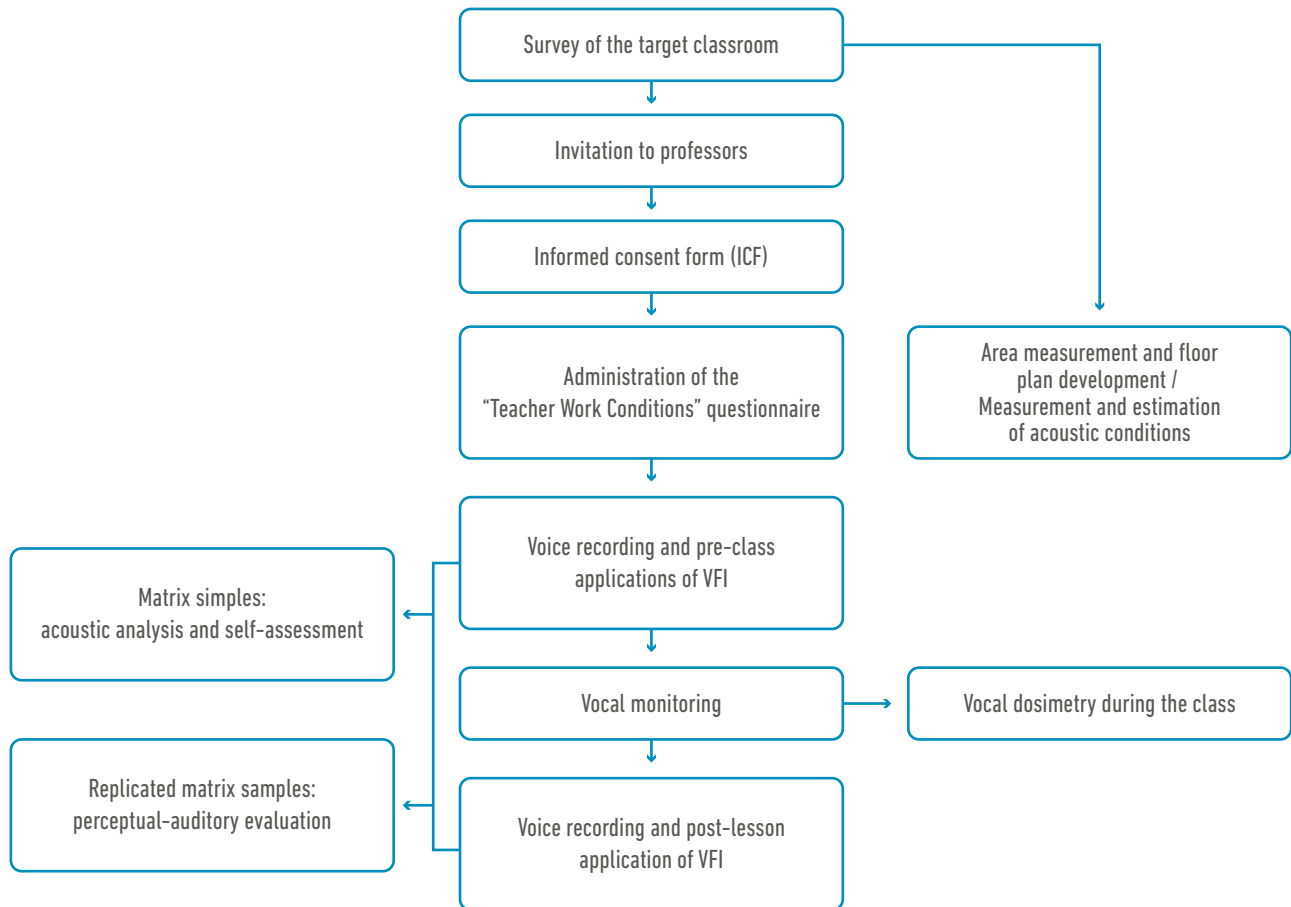 Survey of the target classroom
Invitation to professors
Informed consent form (ICF)
Administration of the
“Teacher Work Conditions” questionnaire
Area measurement and floor
plan development /
Measurement and estimation
of acoustic conditions
Voice recording and pre-class
applications of VFI
Matrix simples:
acoustic analysis and self-assessment
Vocal monitoring
Vocal dosimetry during the class
Replicated matrix samples:
perceptual-auditory evaluation
Voice recording and post-lesson
application of VFI